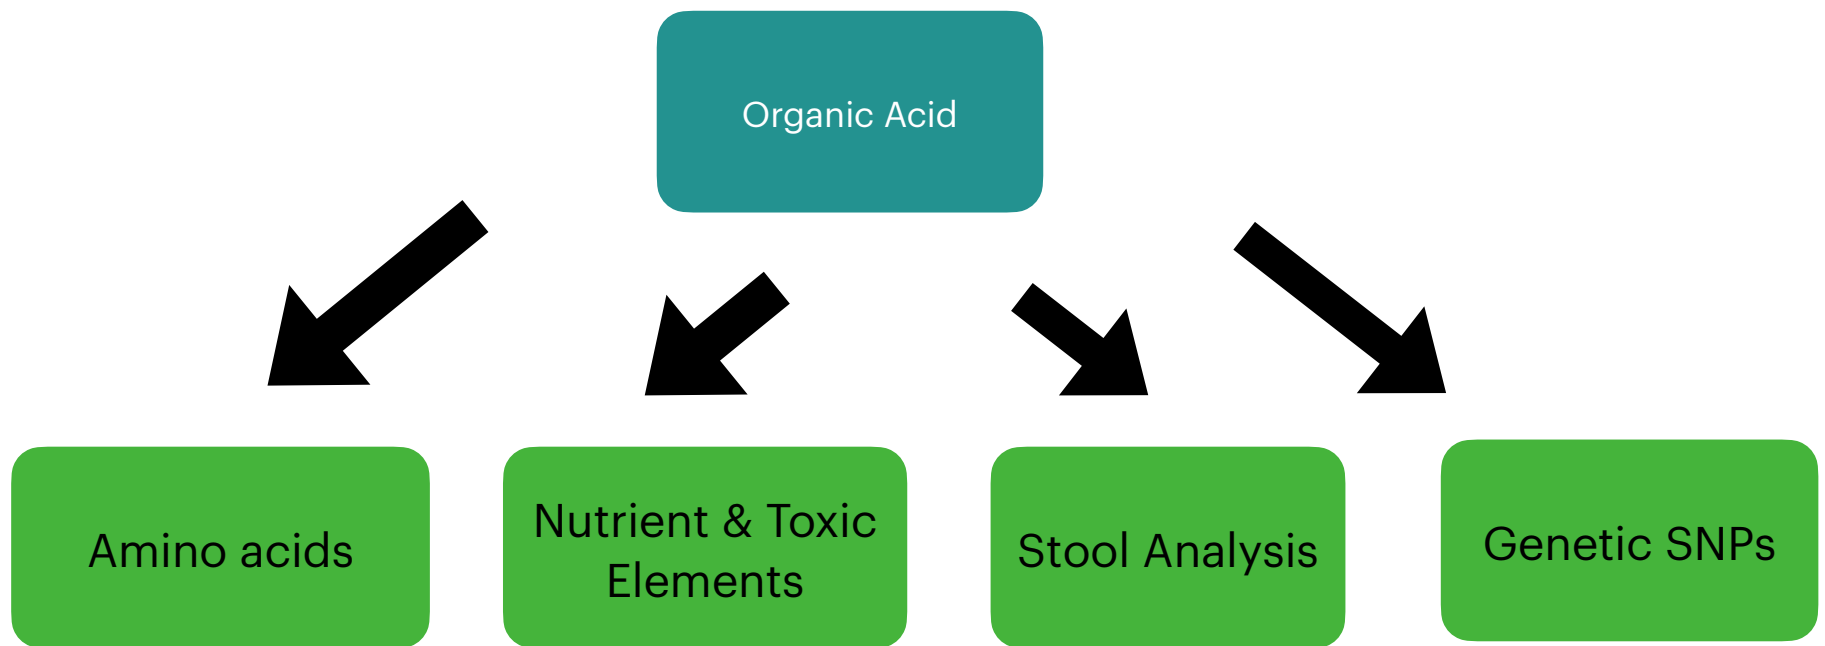 Organic Acid
Amino acids
Nutrient & Toxic
Elements
Stool Analysis
Genetic SNPs